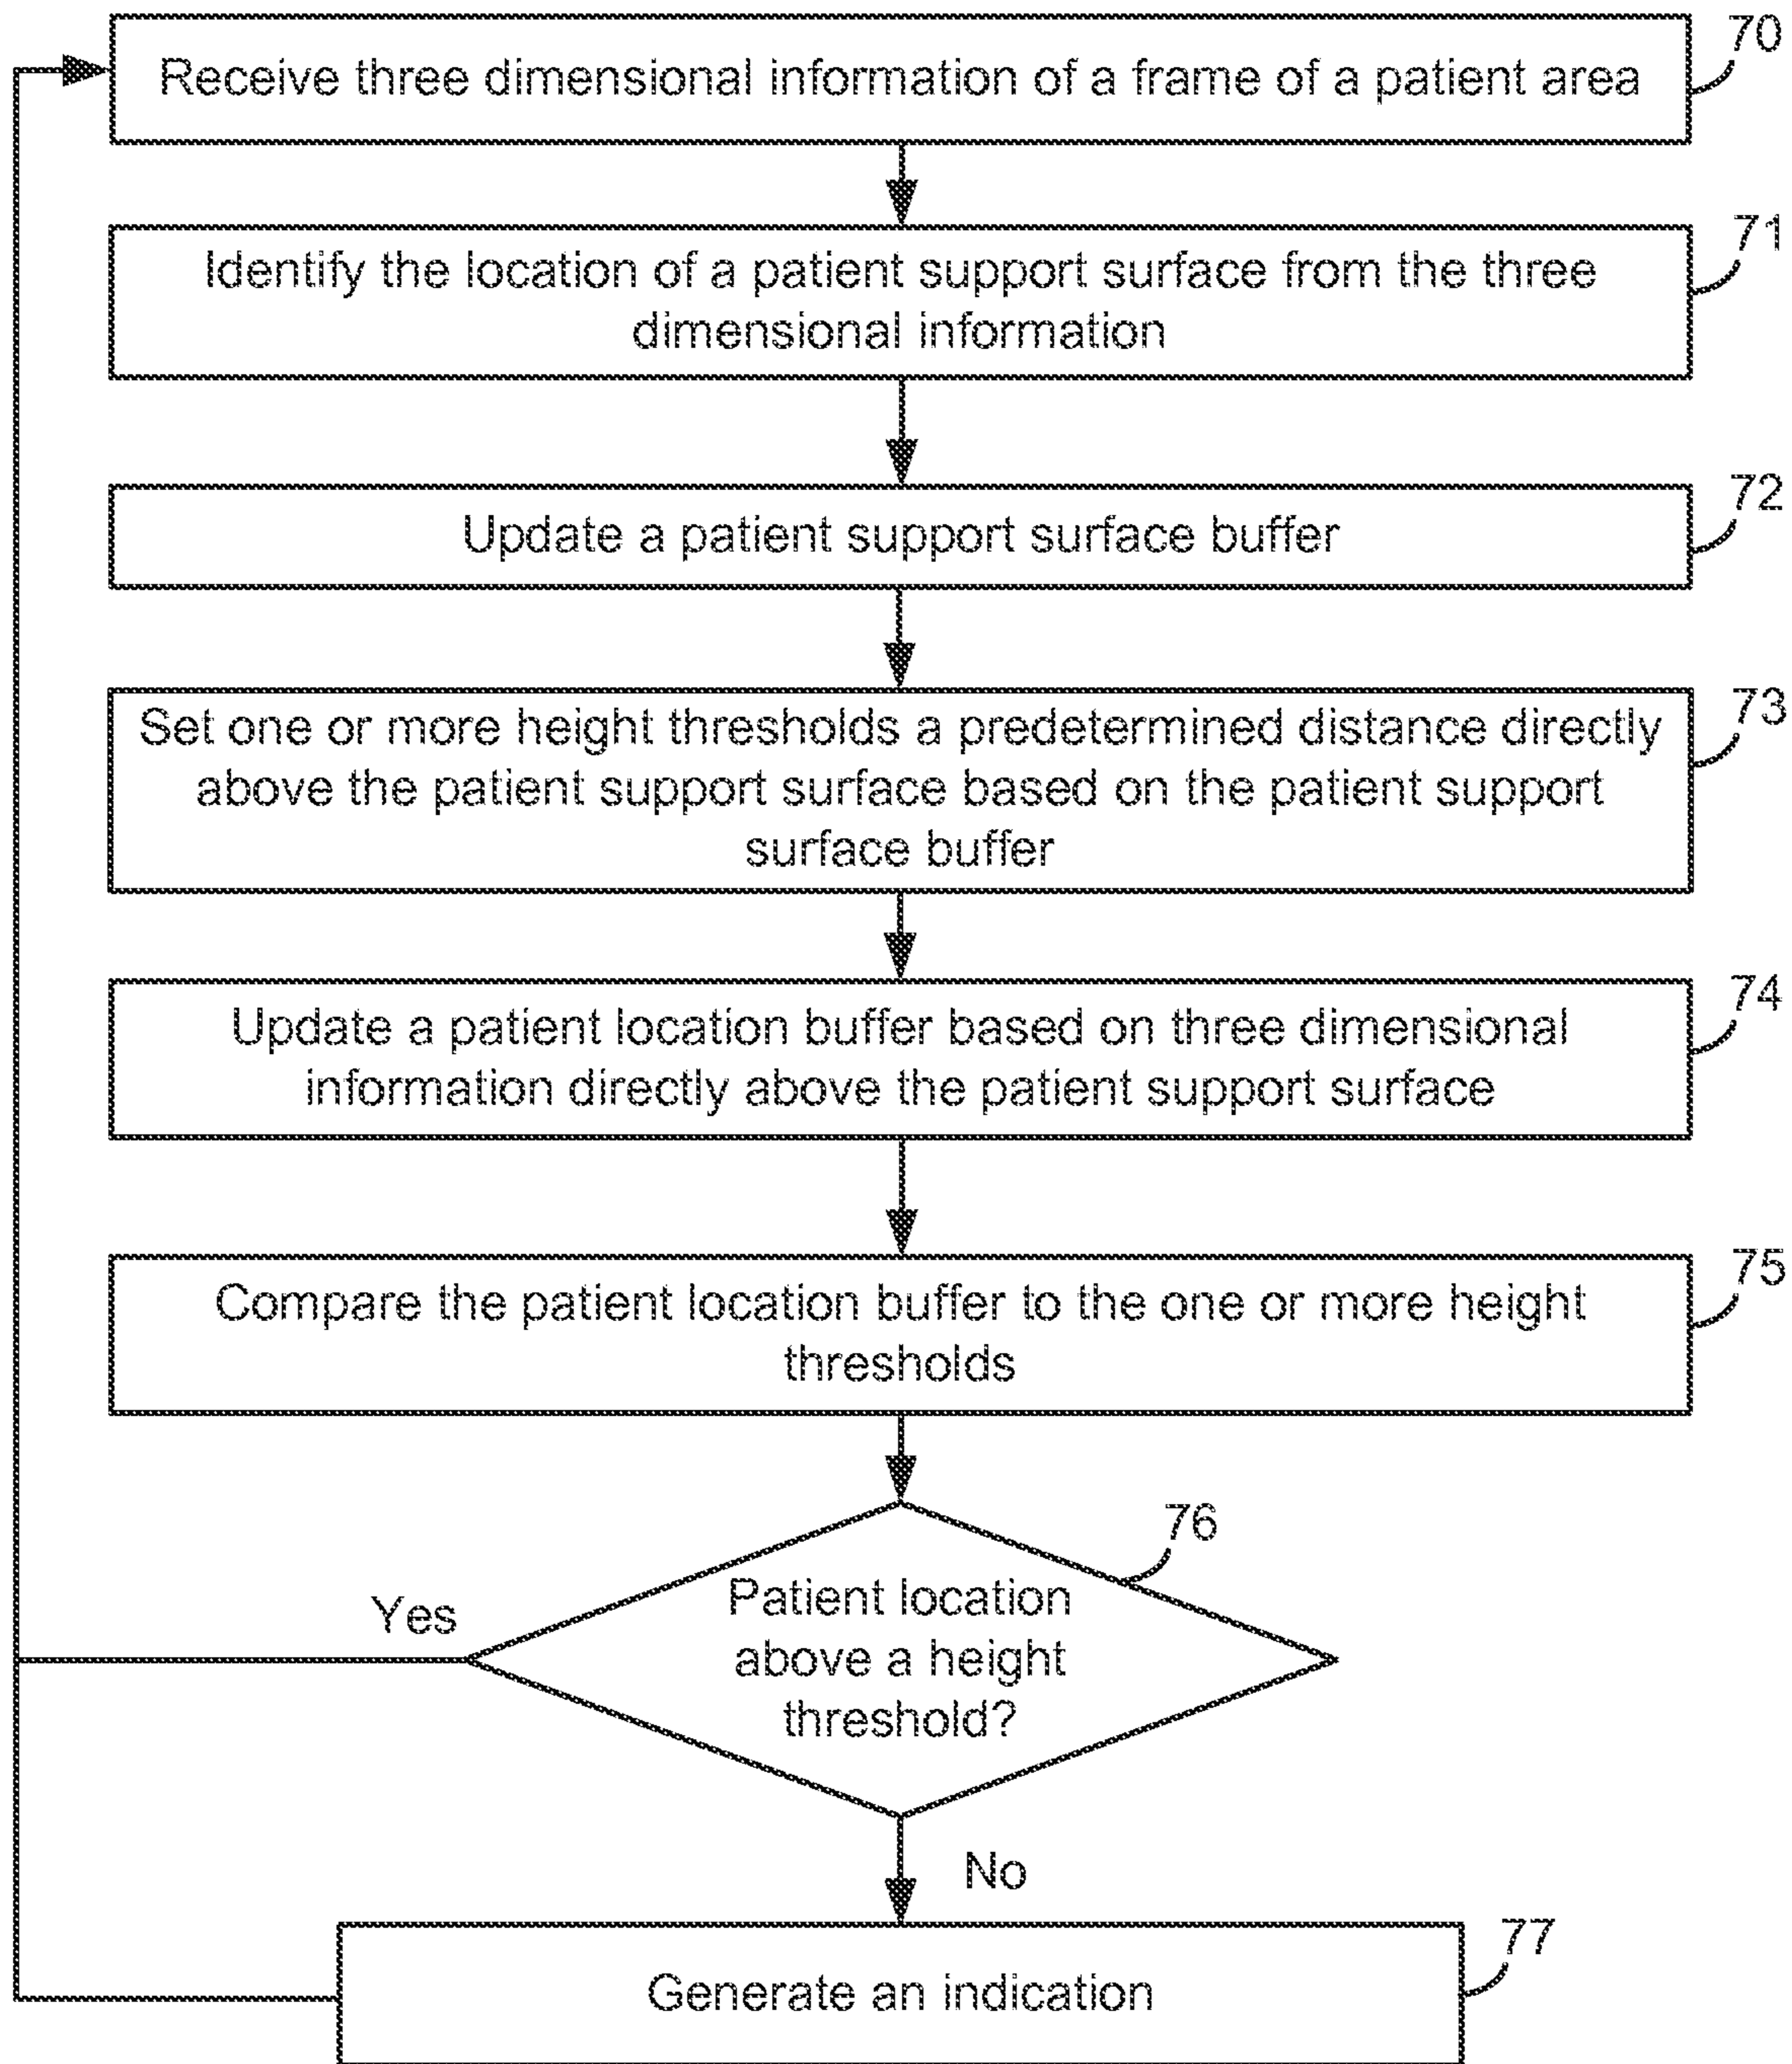 70
Receive three dimensional information of a frame of a patient area
71
Identify the location of a patient support surface from the three
dimensional information
72
Update a patient support surface buffer
73
Set one or more height thresholds a predetermined distance directly
above the patient support surface based on the patient support
surface buffer
74
Update a patient location buffer based on three dimensional
information directly above the patient support surface
75
Compare the patient location buffer to the one or more height
thresholds
76
Yes
Patient location
above a height
threshold?
No
77
Generate an indication